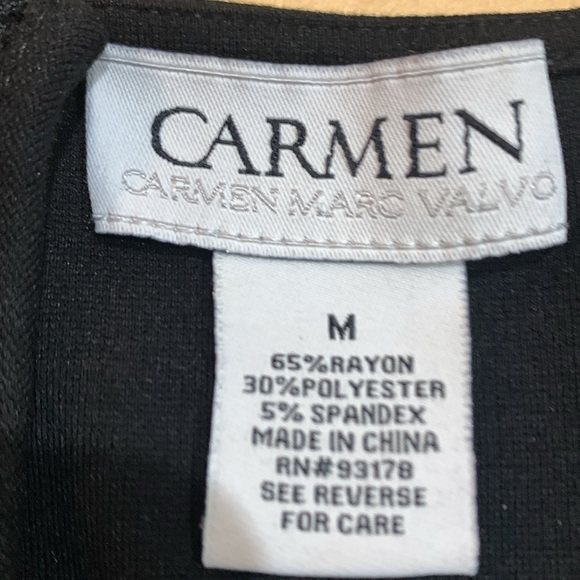 CARMEN
CARMEN MARC VALVO
M
65%RAYON
30%POLYESTER
5% SPANDEX
MADE IN CHINA
RN#93178
SEE REVERSE
FOR CARE